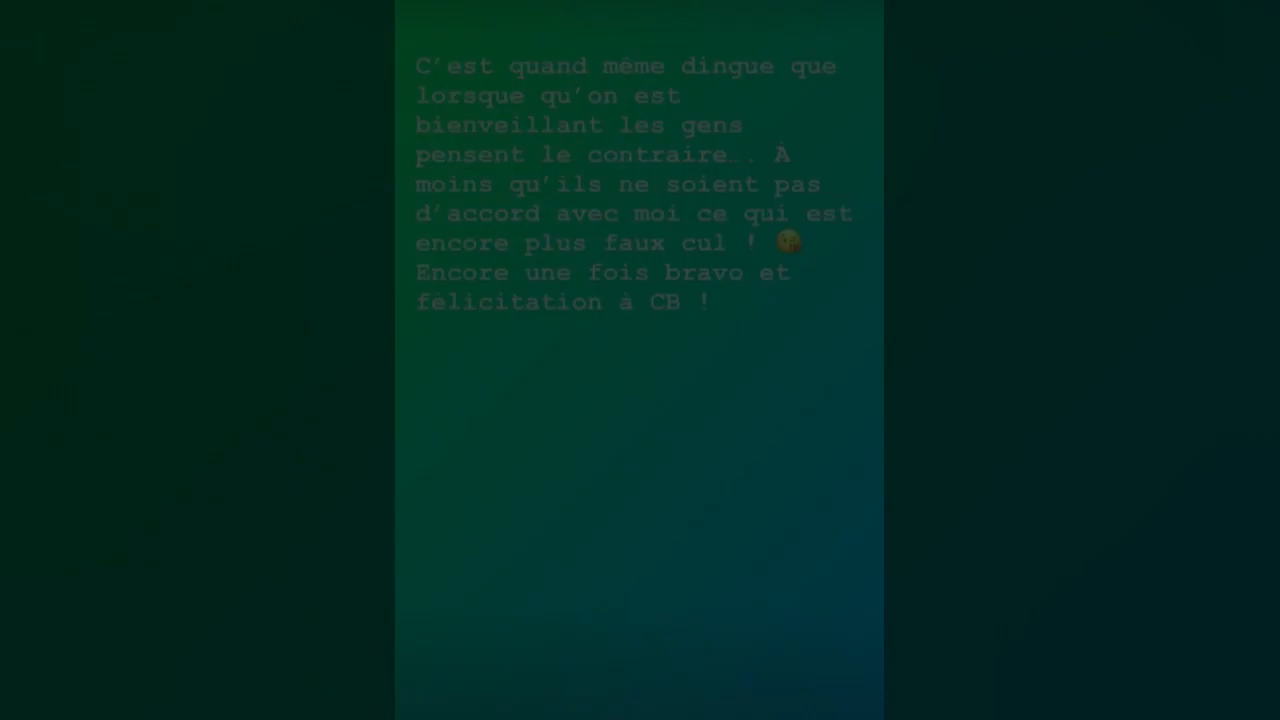 C’est quand même dingue que
lorsque qu’on est
bienveillant les gens
pensent le contraire…. À
moins qu’ils ne soient pas
d’accord avec moi ce qui est
encore plus faux cul ! 😘
Encore une fois bravo et
félicitation à CB !